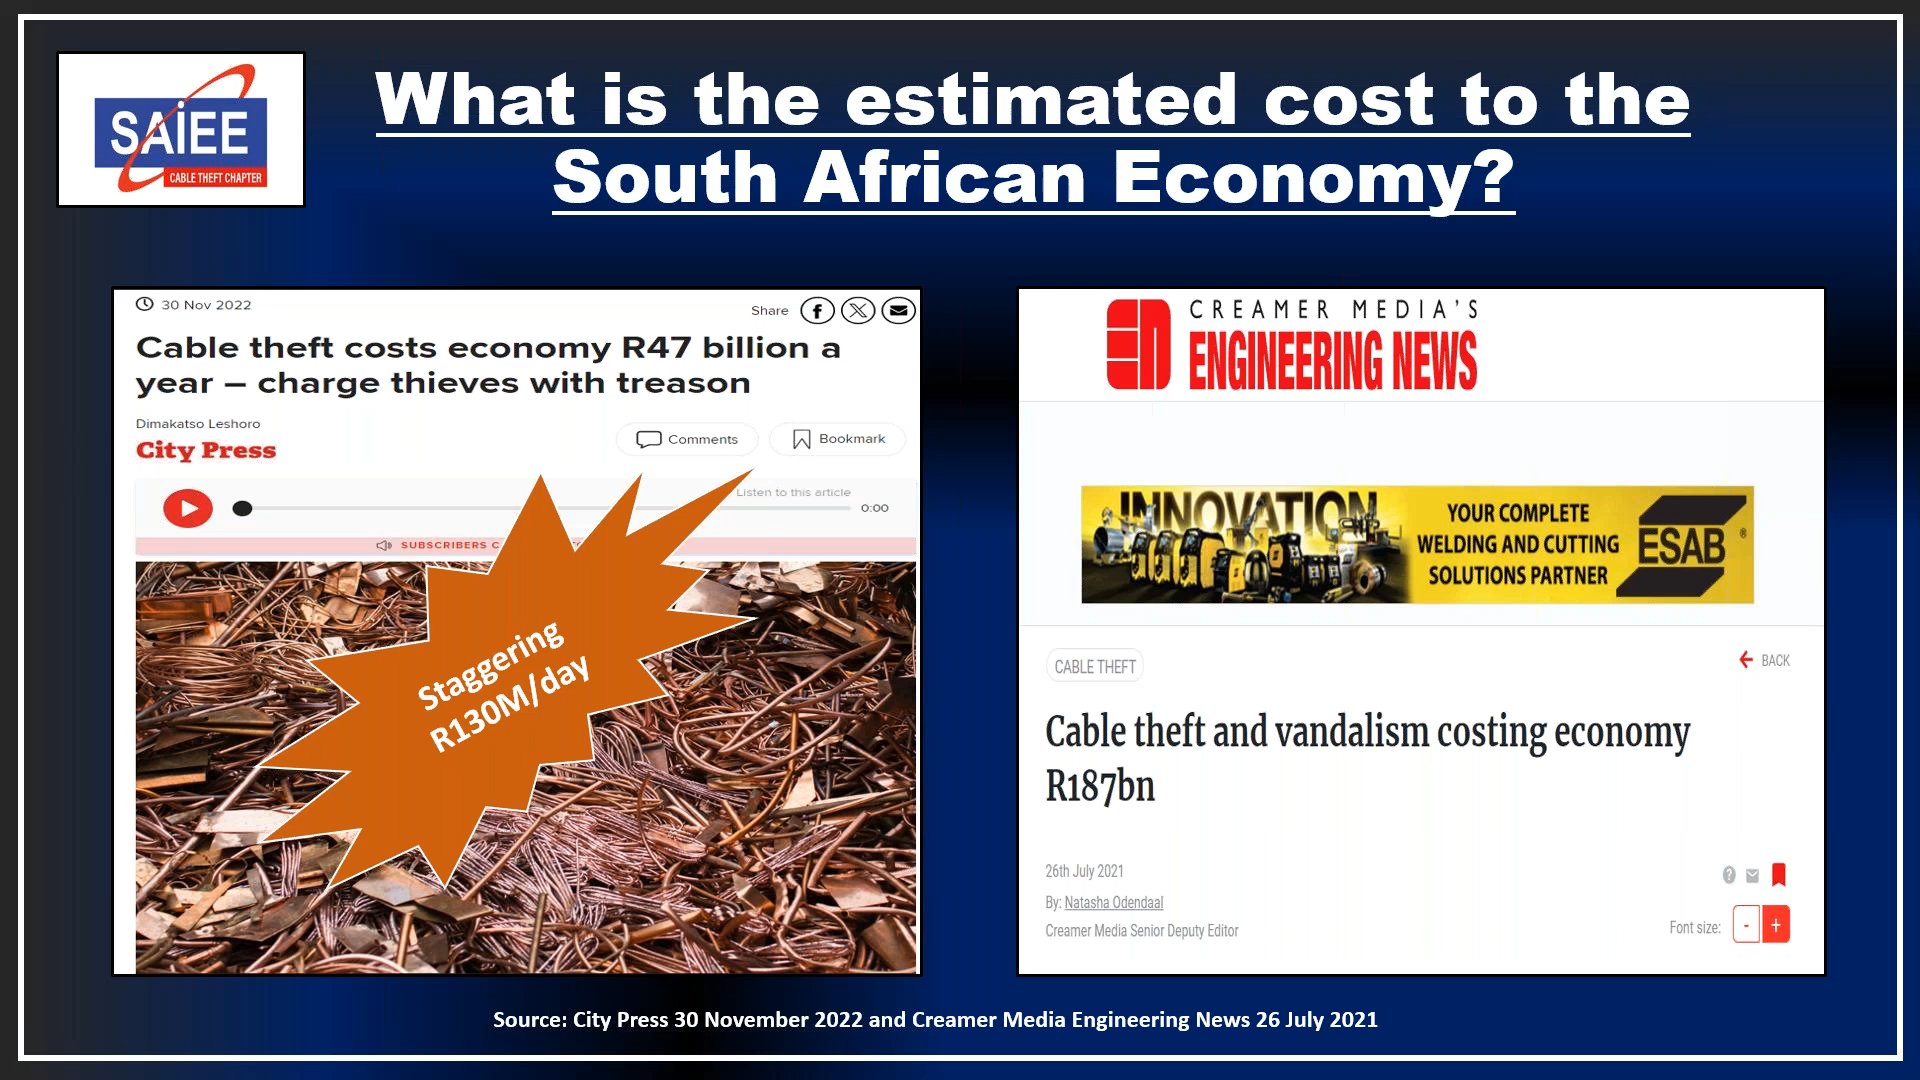 SAIEE
CABLE THEFT CHAPTER
What is the estimated cost to the
South African Economy?
30 Nov 2022
Share
Cable theft costs economy R47 billion a
year – charge thieves with treason
Dimakatso Leshoro
City Press
Comments
Bookmark
Listen to this article
0:00
SUBSCRIBERS
Staggering
R130M/day
CREAMER MEDIA'S
ENGINEERING NEWS
INNOVATION
YOUR COMPLETE
WELDING AND CUTTING
SOLUTIONS PARTNER
ESAB®
CABLE THEFT
BACK
Cable theft and vandalism costing economy
R187bn
26th July 2021
By: Natasha Odendaal
Creamer Media Senior Deputy Editor
Font size: - +
Source: City Press 30 November 2022 and Creamer Media Engineering News 26 July 2021